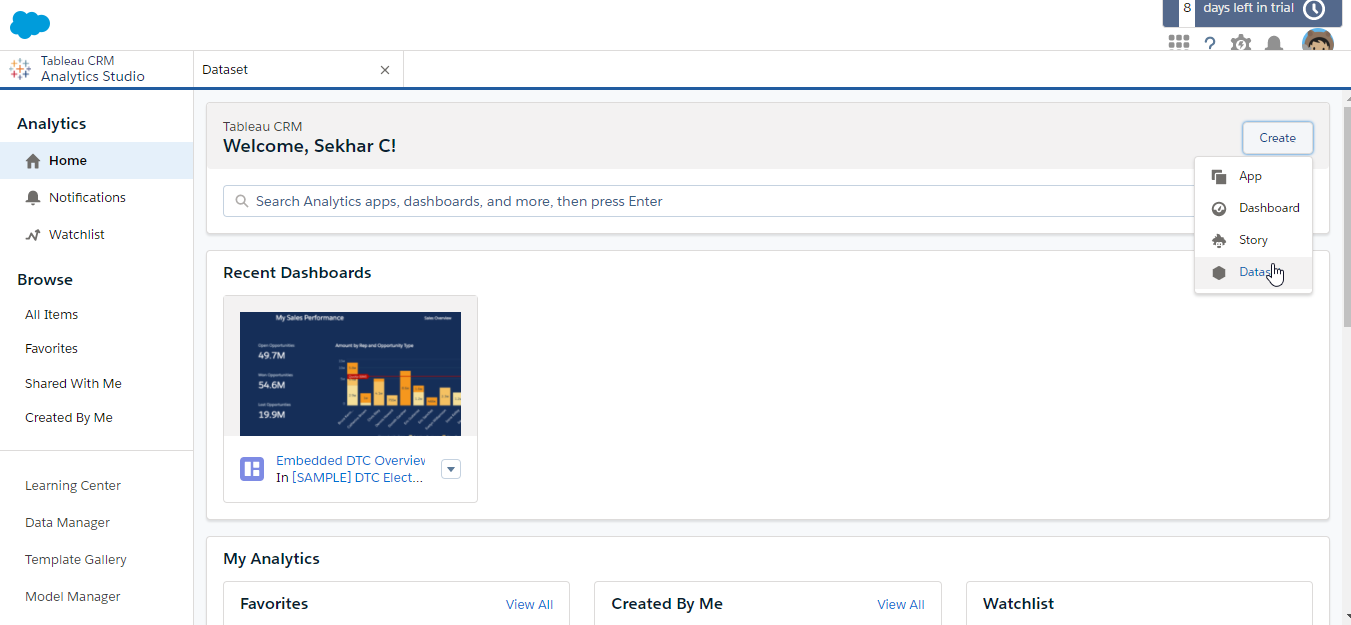 8 days left in trial
Tableau CRM
Analytics Studio
Dataset
Analytics
Home
Notifications
Watchlist
Browse
All Items
Favorites
Shared With Me
Created By Me
Learning Center
Data Manager
Template Gallery
Model Manager
Tableau CRM
Welcome, Sekhar C!
Create
App
Dashboard
Story
Datas
Search Analytics apps, dashboards, and more, then press Enter
Recent Dashboards
My Sales Performance
Sales Overview
Open Opportunities
49.7M
Amount by Rep and Opportunity Type
54.6M
19.9M
Embedded DTC Overview
In [SAMPLE] DTC Elect...
My Analytics
Favorites
View All
Created By Me
View All
Watchlist